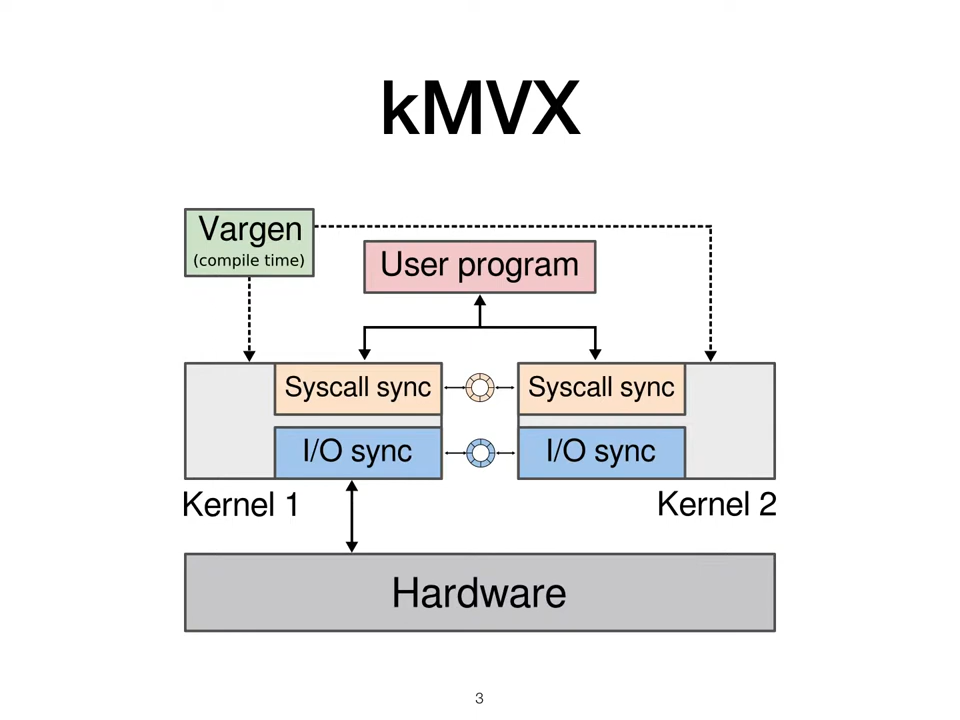 kMVX
Vargen
(compile time)
User program
Syscall sync
Syscall sync
I/O sync
I/O sync
Kernel 1
Kernel 2
Hardware
3